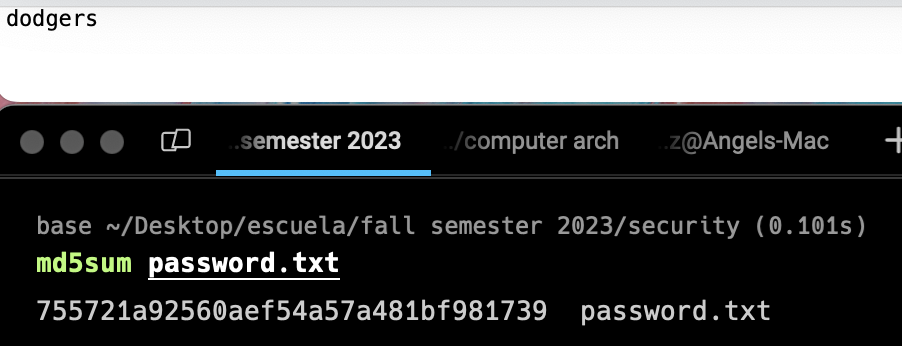 dodgers
..semester 2023 ../computer arch ..z@Angels-Mac +
base ~/Desktop/escuela/fall semester 2023/security (0.101s)
md5sum password.txt
755721a92560aef54a57a481bf981739  password.txt